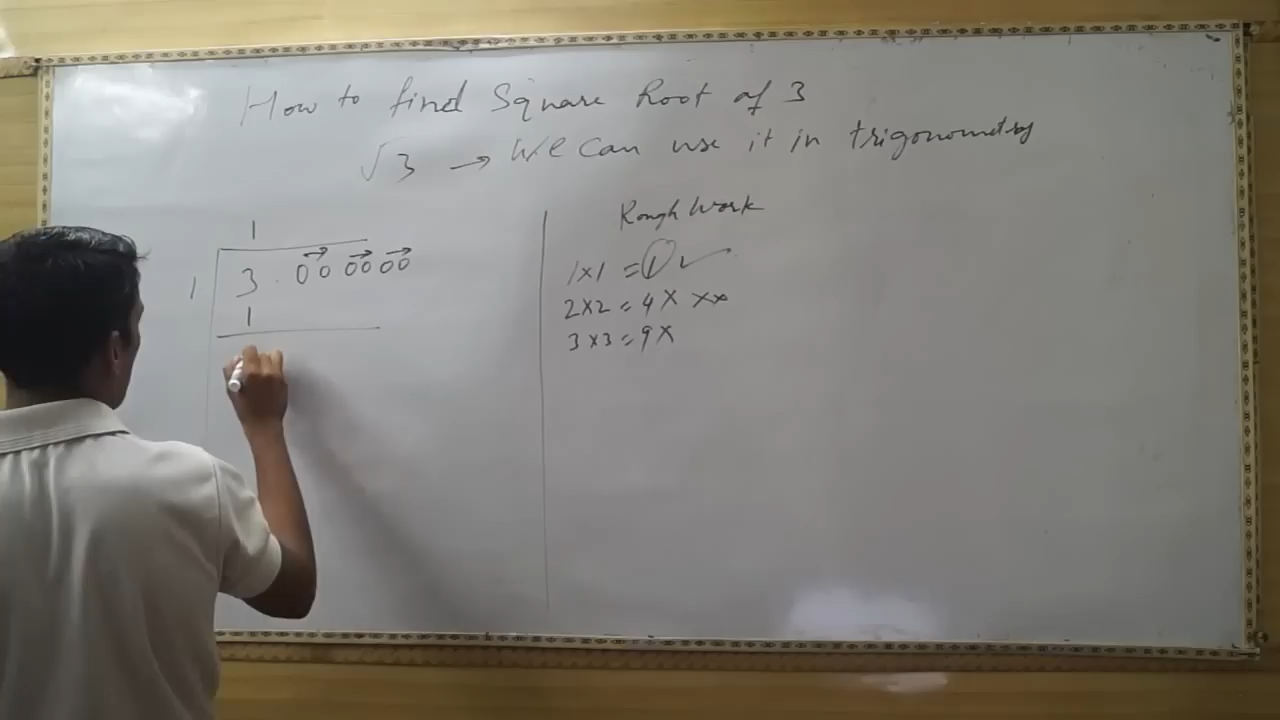 How to find Square Root of 3
√3 → We can use it in trigonometry
Rough Work
1
1 3 . 00 00 00
1
1×1 = 1 ✓
2×2 = 4 × ××
3×3 = 9 ×